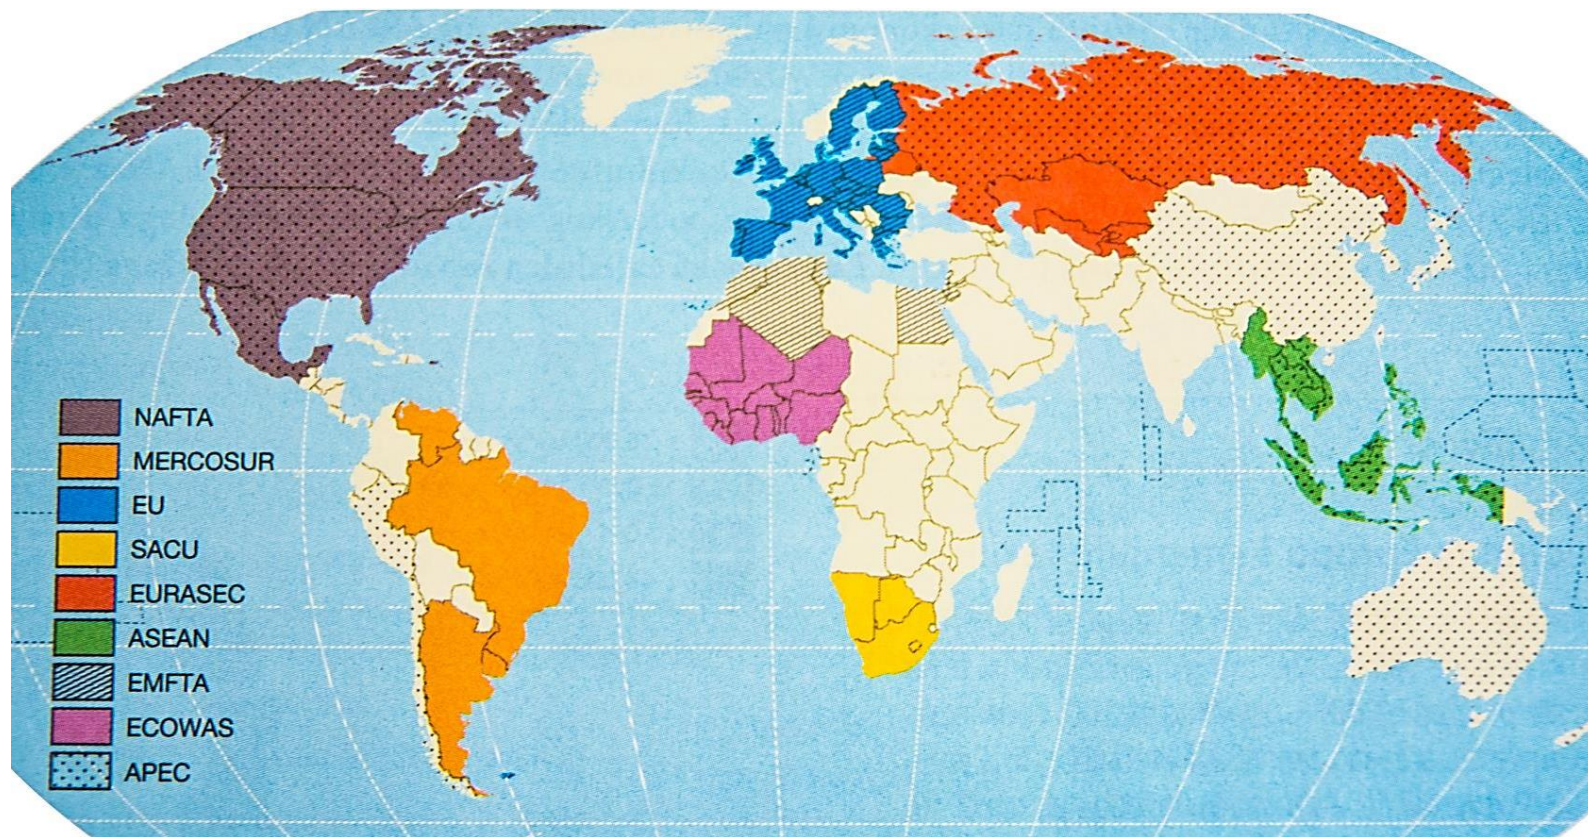 NAFTA
MERCOSUR
EU
SACU
EURASEC
ASEAN
EMFTA
ECOWAS
APEC